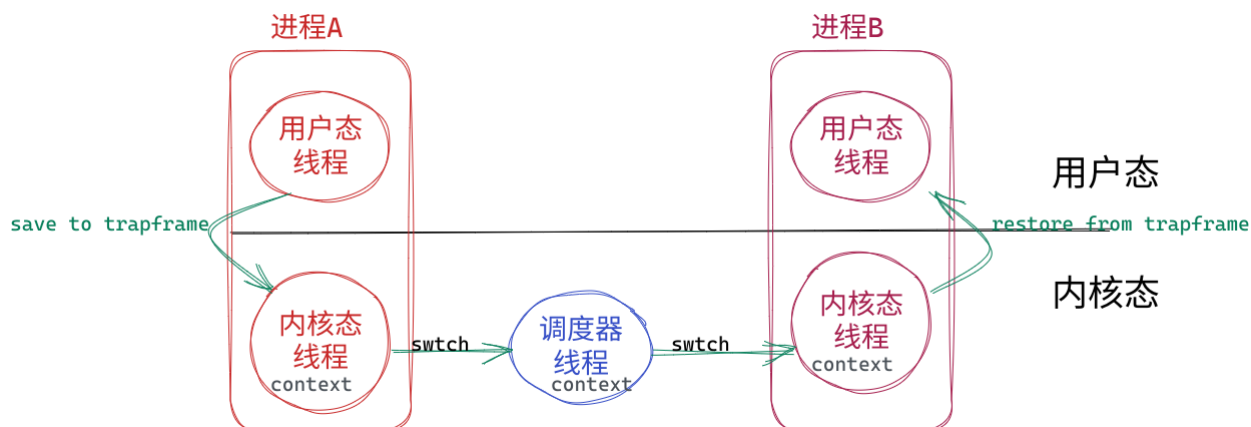 进程A
进程B
用户态
线程
用户态
线程
用户态
save to trapframe
restore from trapframe
内核态
线程
context
swtch
调度器
线程
context
swtch
内核态
线程
context
内核态